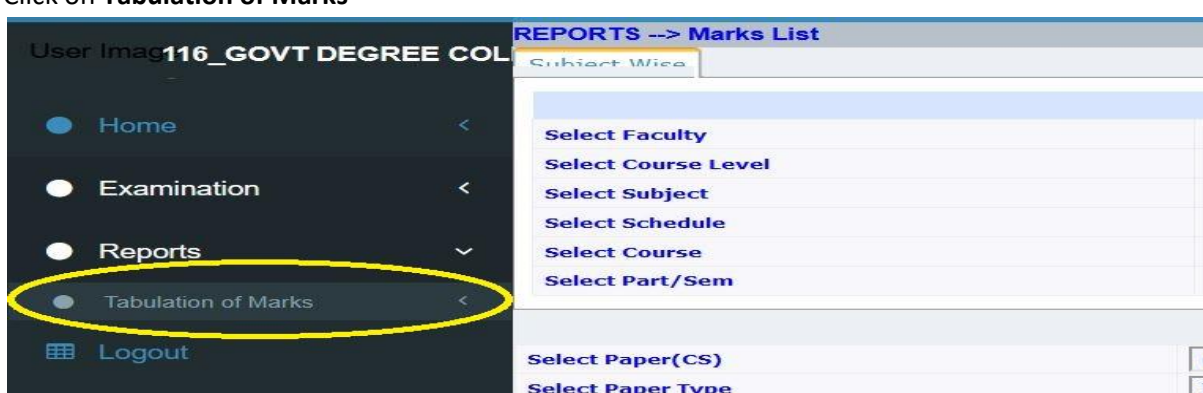 Click on Tabulation of Marks
User Imag
116_GOVT DEGREE COL
Home
Examination
Reports
Tabulation of Marks
Logout
REPORTS --> Marks List
Subject Wise
Select Faculty
Select Course Level
Select Subject
Select Schedule
Select Course
Select Part/Sem
Select Paper(CS)
Select Paper Type